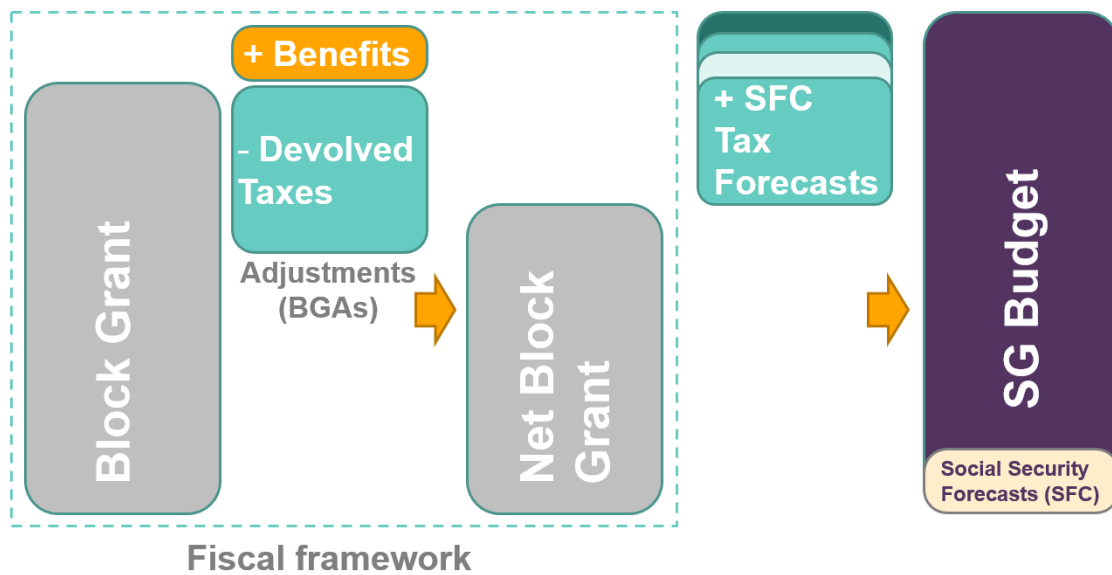 Block Grant
+ Benefits
- Devolved
Taxes
Adjustments
(BGAs)
Net Block
Grant
Fiscal framework
+ SFC
Tax
Forecasts
SG Budget
Social Security
Forecasts (SFC)